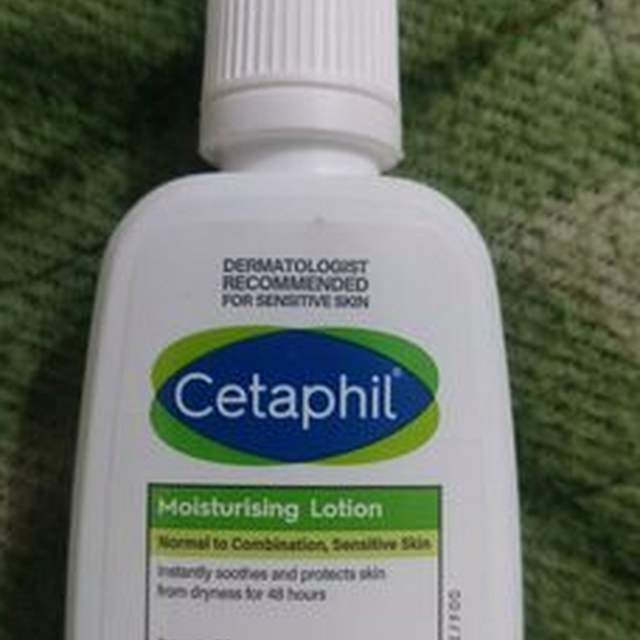 DERMATOLOGIST
RECOMMENDED
FOR SENSITIVE SKIN
Cetaphil®
Moisturising Lotion
Normal to Combination, Sensitive Skin
Instantly soothes and protects skin
from dryness for 48 hours